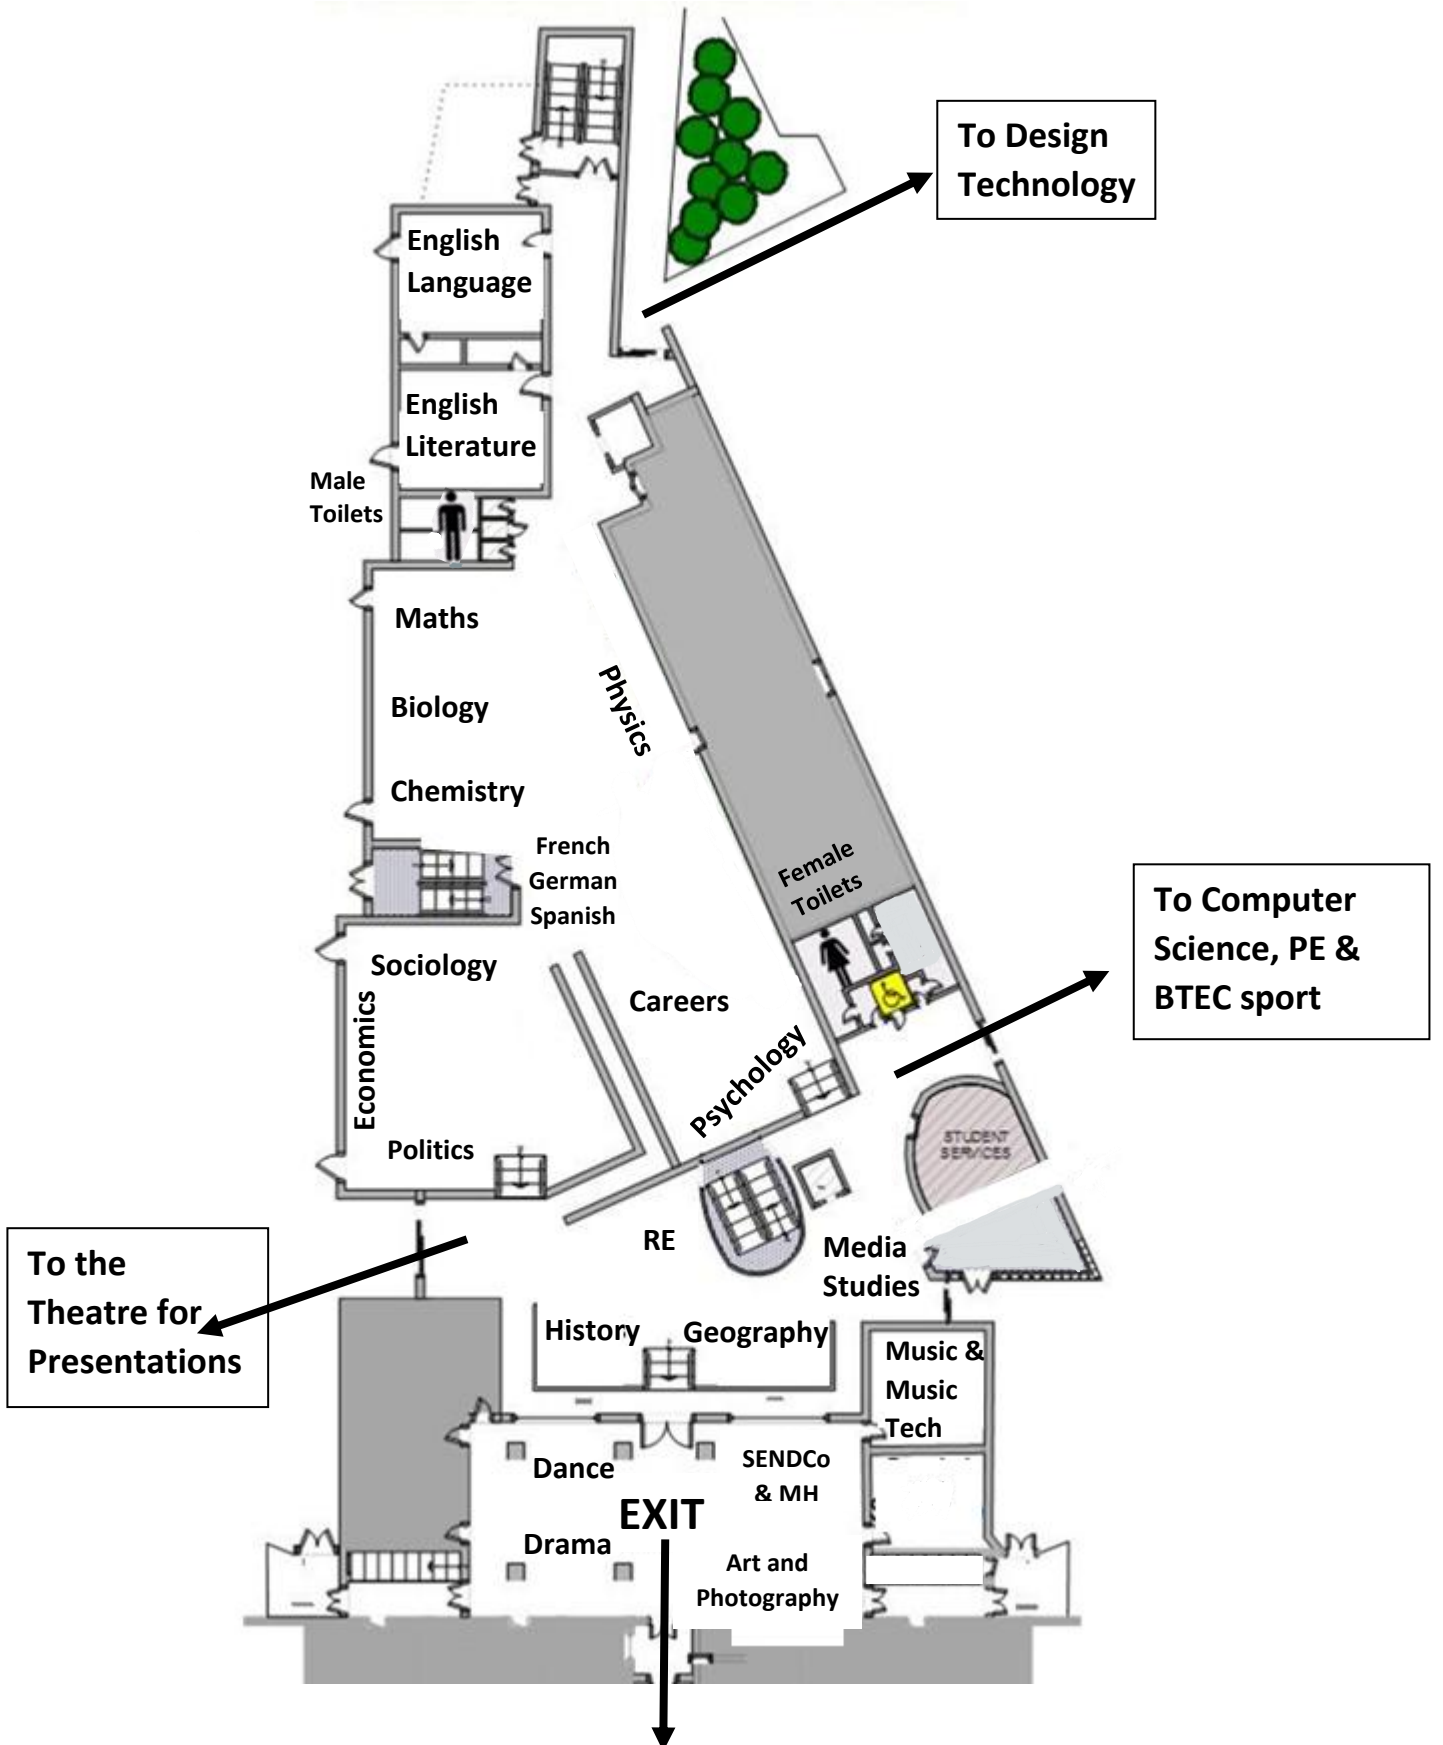 To Design
Technology
English
Language
English
Literature
Male
Toilets
Maths
Physics
Biology
Chemistry
French
German
Spanish
Female
Toilets
To Computer
Science, PE &
BTEC sport
Sociology
Economics
Careers
Psychology
Politics
STUDENT
SERVICES
RE
Media
Studies
To the
Theatre for
Presentations
History
Geography
Music &
Music
Tech
Dance
SENDCo
& MH
EXIT
Drama
Art and
Photography